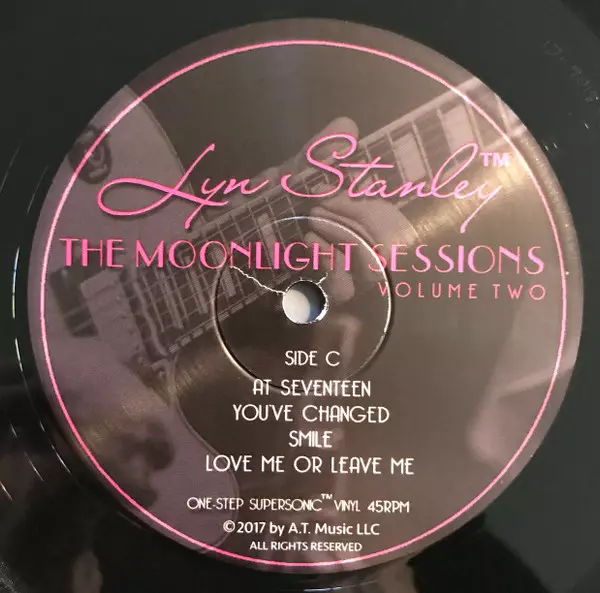 Lyn Stanley™
THE MOONLIGHT SESSIONS
VOLUME TWO
SIDE C
AT SEVENTEEN
YOU'VE CHANGED
SMILE
LOVE ME OR LEAVE ME
ONE-STEP SUPERSONIC™ VINYL 45RPM
©2017 by A.T. Music LLC
ALL RIGHTS RESERVED